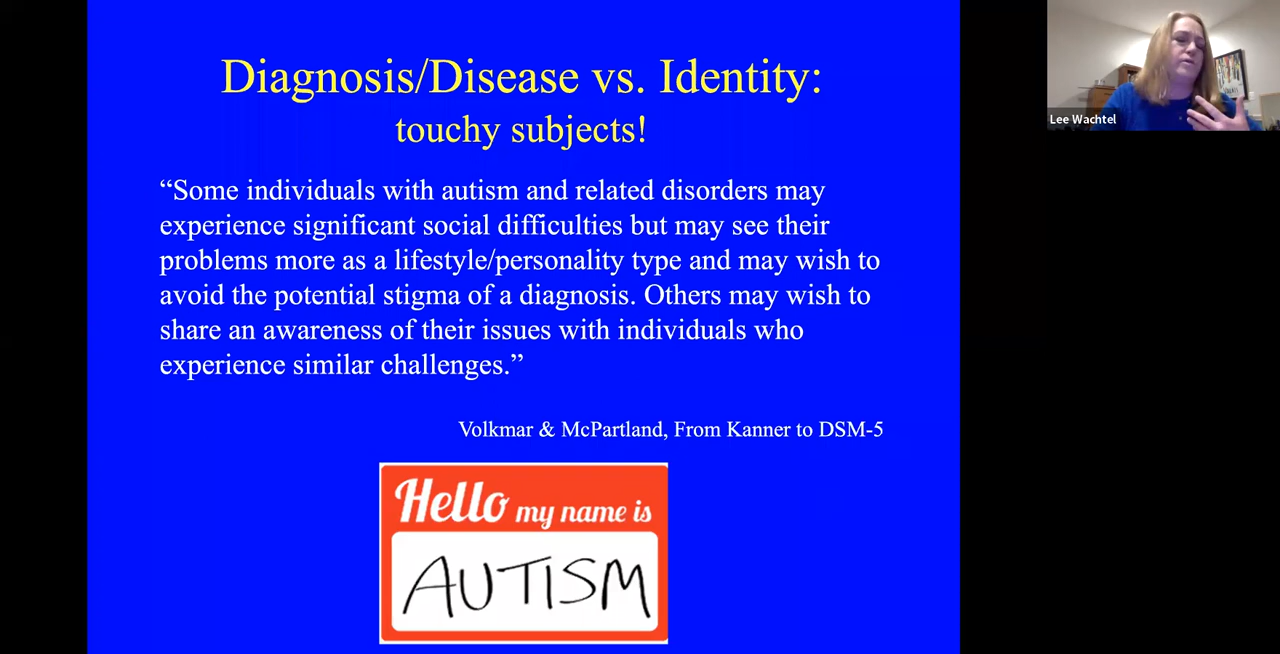 Diagnosis/Disease vs. Identity:
touchy subjects!
“Some individuals with autism and related disorders may
experience significant social difficulties but may see their
problems more as a lifestyle/personality type and may wish to
avoid the potential stigma of a diagnosis. Others may wish to
share an awareness of their issues with individuals who
experience similar challenges.”
Volkmar & McPartland, From Kanner to DSM-5
Hello my name is
AUTISM
Lee Wachtel